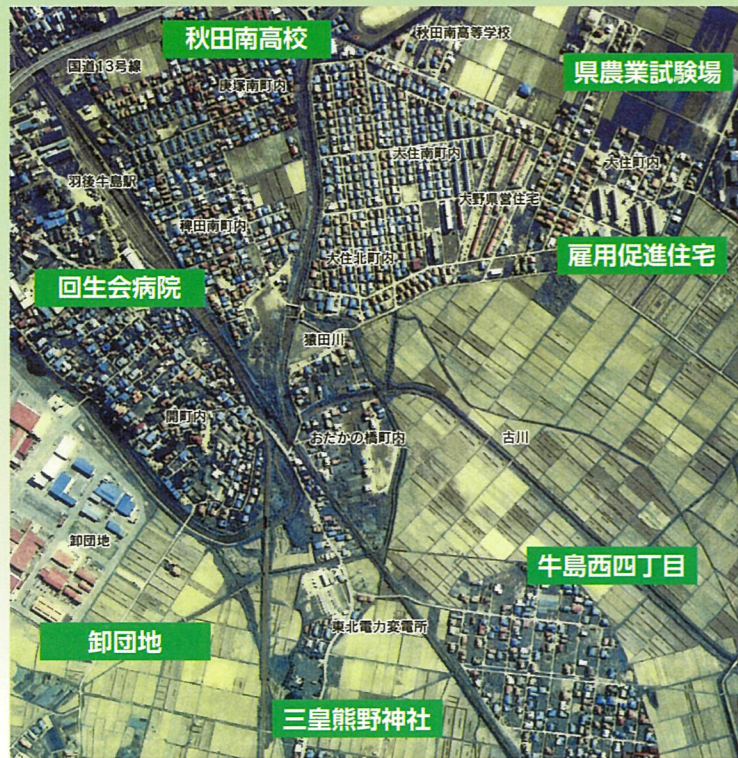 秋田南高校
秋田南高等学校
国道13号線
県農業試験場
庚塚南町内
大住南町内
大住町内
羽後牛島駅
大野県営住宅
稗田南町内
大住北町内
雇用促進住宅
回生会病院
猿田川
開町内
おたかの橋町内
古川
卸団地
牛島西四丁目
東北電力変電所
卸団地
三皇熊野神社